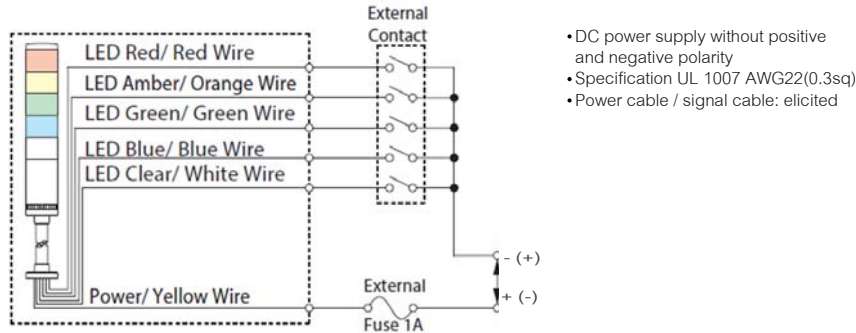 External
Contact
LED Red/ Red Wire
LED Amber/ Orange Wire
LED Green/ Green Wire
LED Blue/ Blue Wire
LED Clear/ White Wire
- (+)
+ (-)
Power/ Yellow Wire
External
Fuse 1A
•DC power supply without positive
and negative polarity
•Specification UL 1007 AWG22(0.3sq)
•Power cable / signal cable: elicited